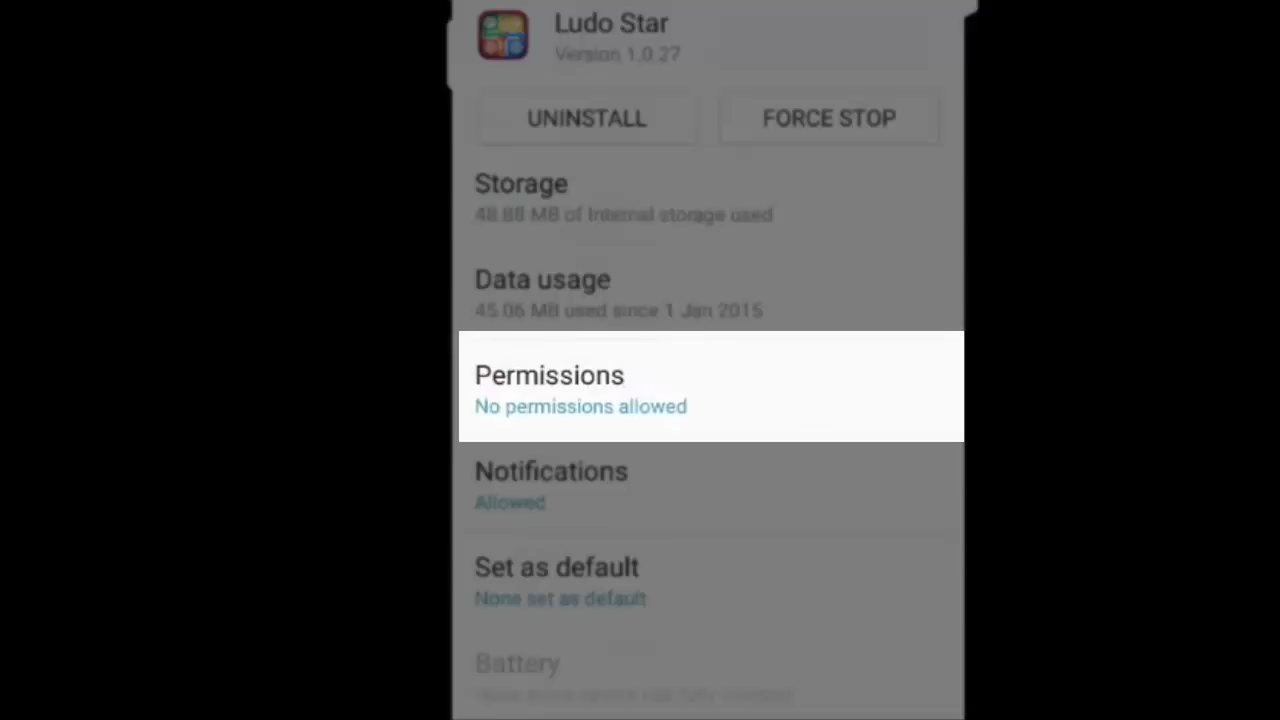 Ludo Star
Version 1.0.27
UNINSTALL
FORCE STOP
Storage
48.88 MB of Internal storage used
Data usage
45.06 MB used since 1 Jan 2015
Permissions
No permissions allowed
Notifications
Allowed
Set as default
None set as default
Battery